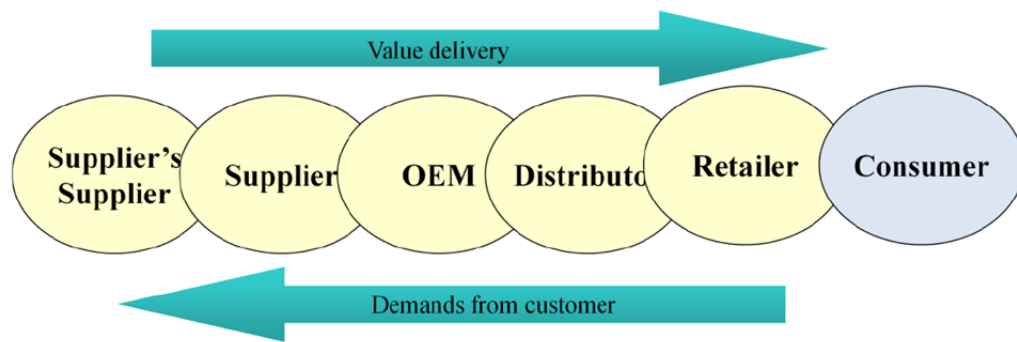 Value delivery
Supplier's
Supplier
Supplier
OEM
Distributo
Retailer
Consumer
Demands from customer